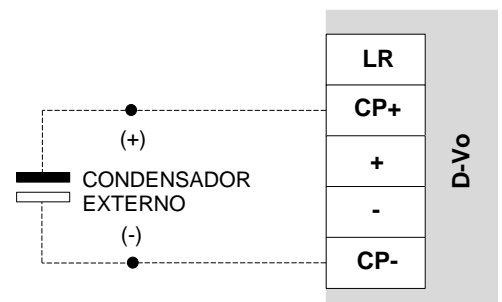 LR
CP+
(+)
+
D-Vo
CONDENSADOR
EXTERNO
-
(-)
CP-